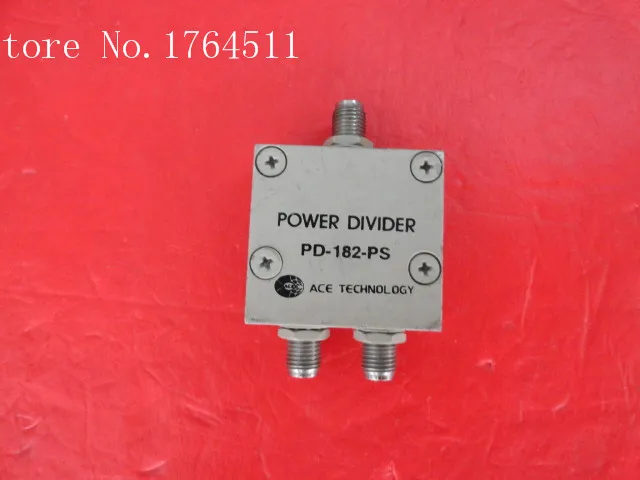 tore No.1764511
POWER DIVIDER
PD-182-PS
ACE TECHNOLOGY